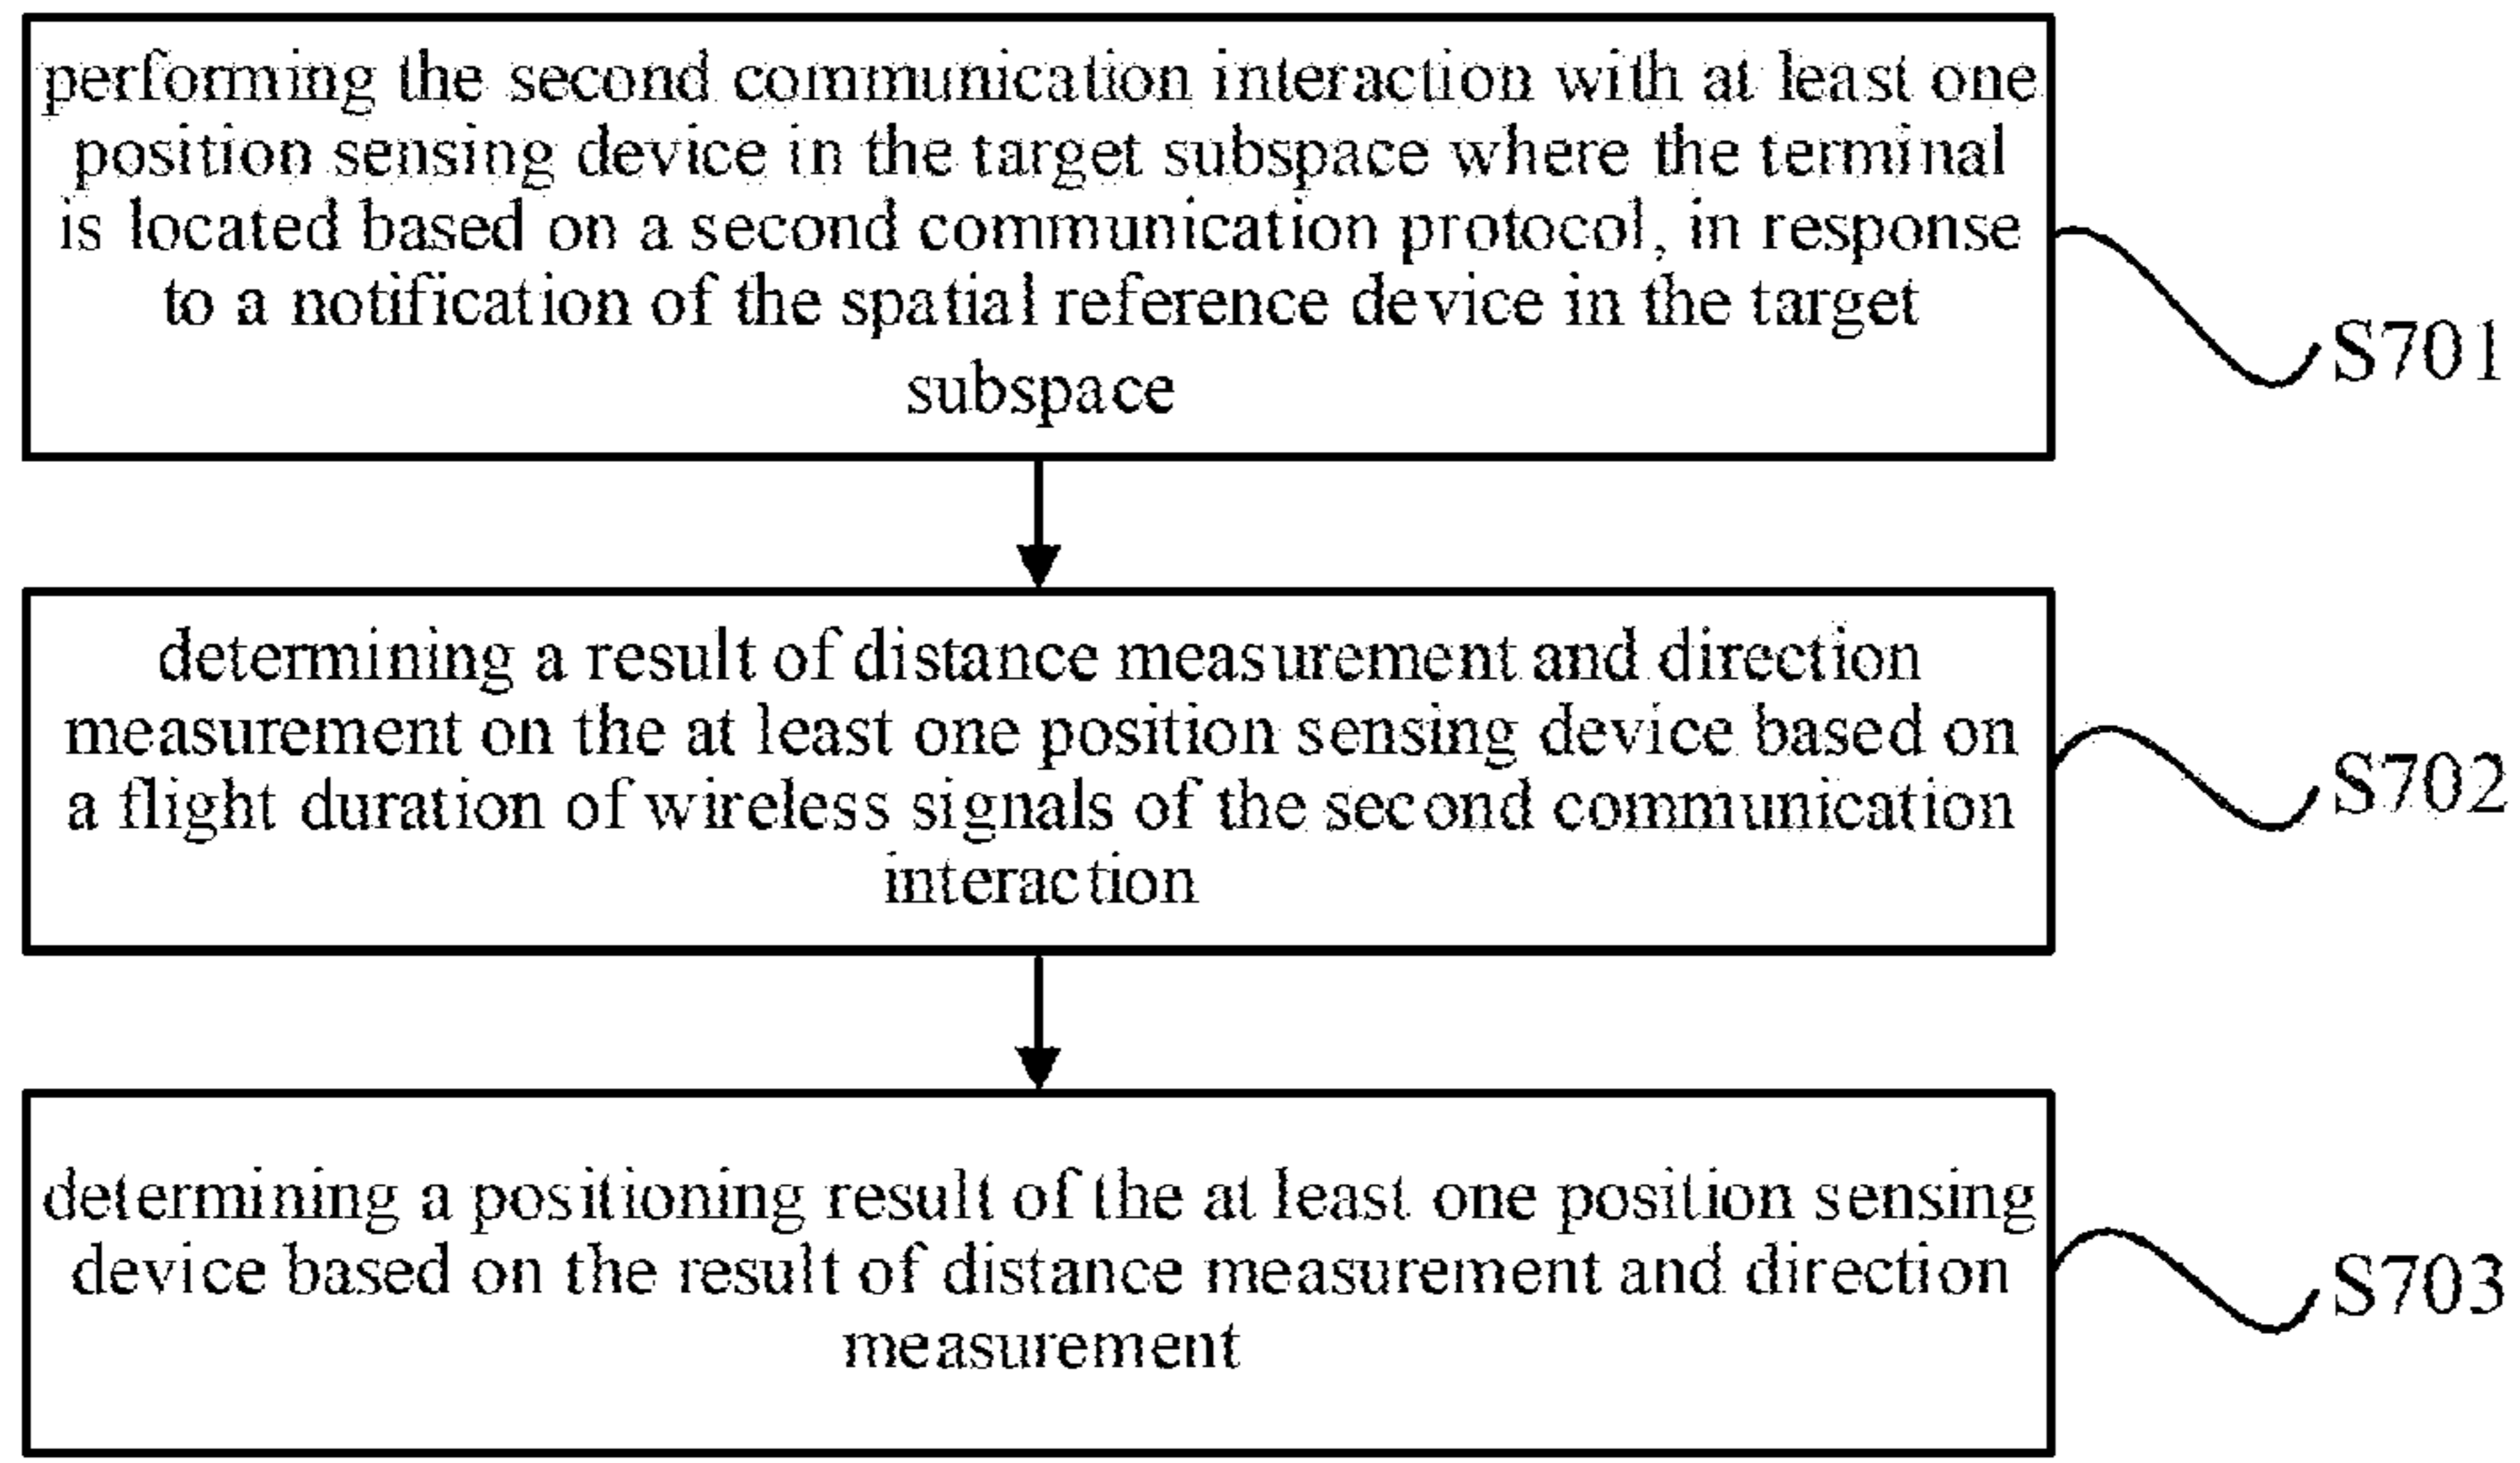 performing the second communication interaction with at least one
position sensing device in the target subspace where the terminal
is located based on a second communication protocol, in response
to a notification of the spatial reference device in the target
subspace
S701
determining a result of distance measurement and direction
measurement on the at least one position sensing device based on
a flight duration of wireless signals of the second communication
interaction
S702
determining a positioning result of the at least one position sensing
device based on the result of distance measurement and direction
measurement
S703